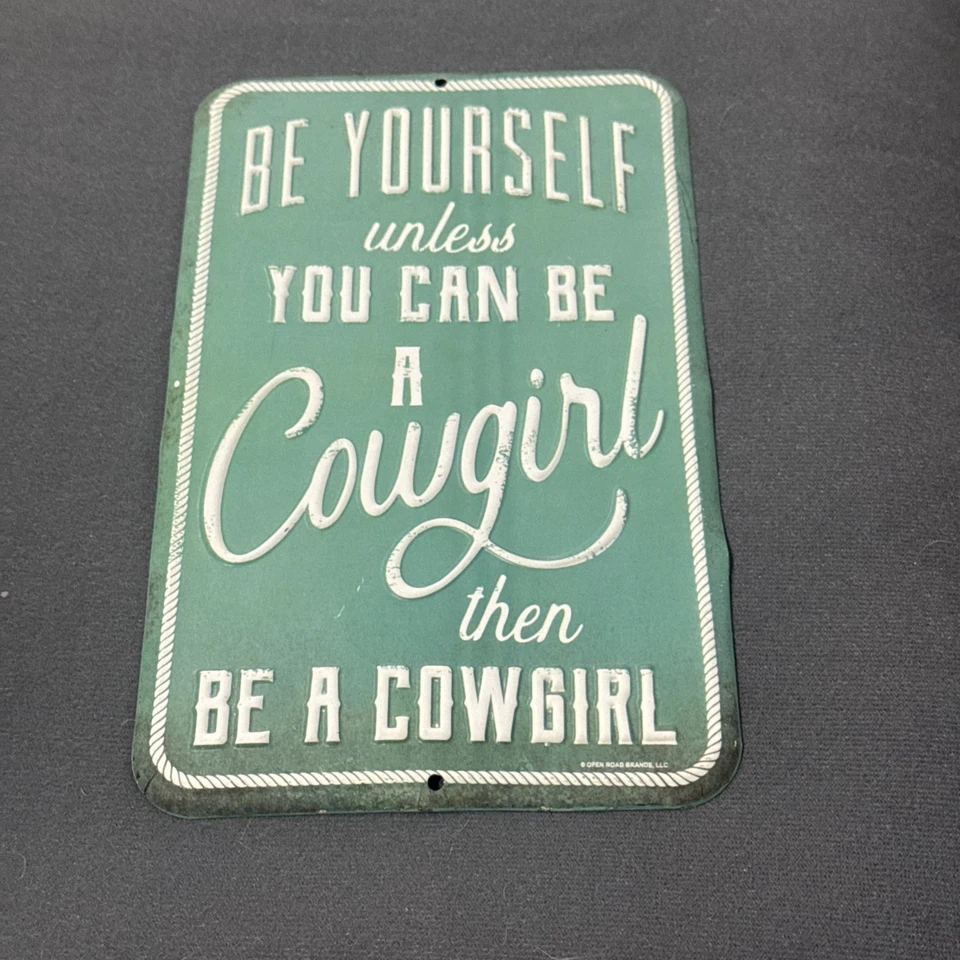 BE YOURSELF
unless
YOU CAN BE
A
Cowgirl
then
BE A COWGIRL
© OPEN ROAD BRANDS, LLC